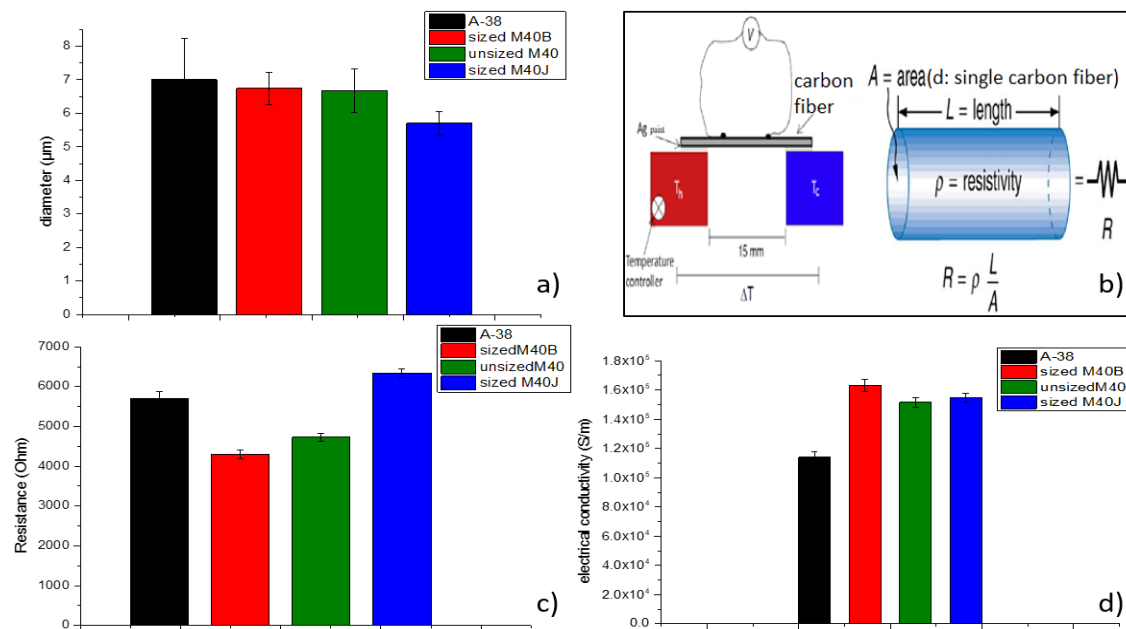 A-38
sized M40B
unsized M40
sized M40J
8
7
6
5
4
3
2
1
0
diameter (μm)
a)
V
carbon
fiber
Ag paint
T_h
T_c
15 mm
Temperature
controller
ΔT
A = area(d: single carbon fiber)
L = length
ρ = resistivity
=
R
R = ρ L/A
b)
A-38
sizedM40B
unsizedM40
sized M40J
7000
6000
5000
4000
3000
2000
1000
0
Resistance (Ohm)
c)
A-38
sized M40B
unsizedM40
sized M40J
1.8x10⁵
1.6x10⁵
1.4x10⁵
1.2x10⁵
1.0x10⁵
8.0x10⁴
6.0x10⁴
4.0x10⁴
2.0x10⁴
0.0
electrical conductivity (S/m)
d)